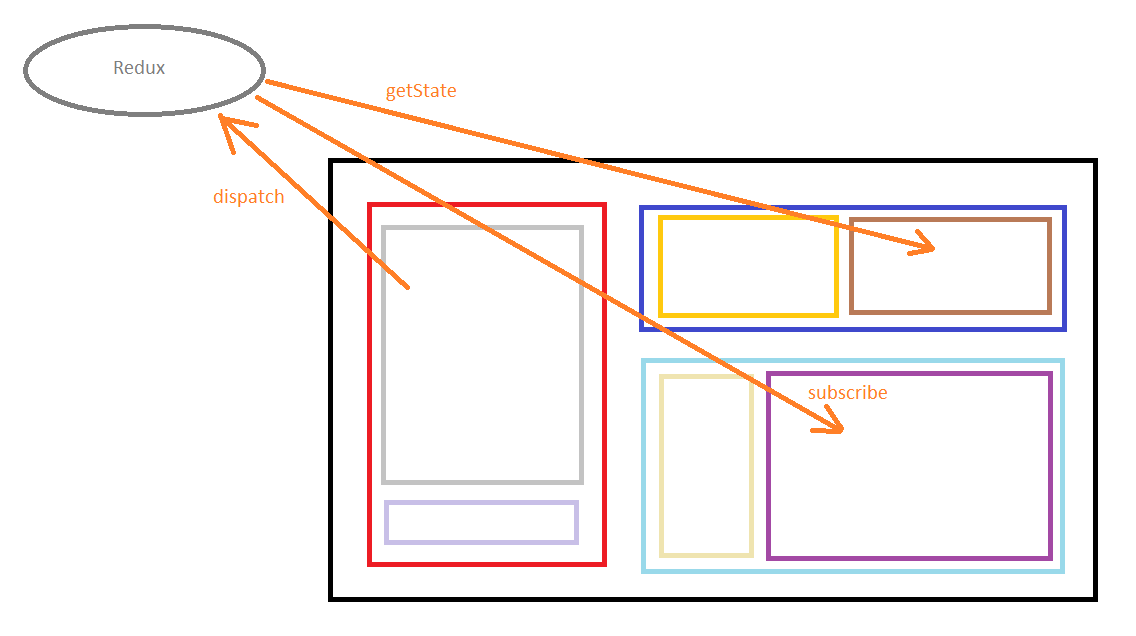 Redux
getState
dispatch
subscribe